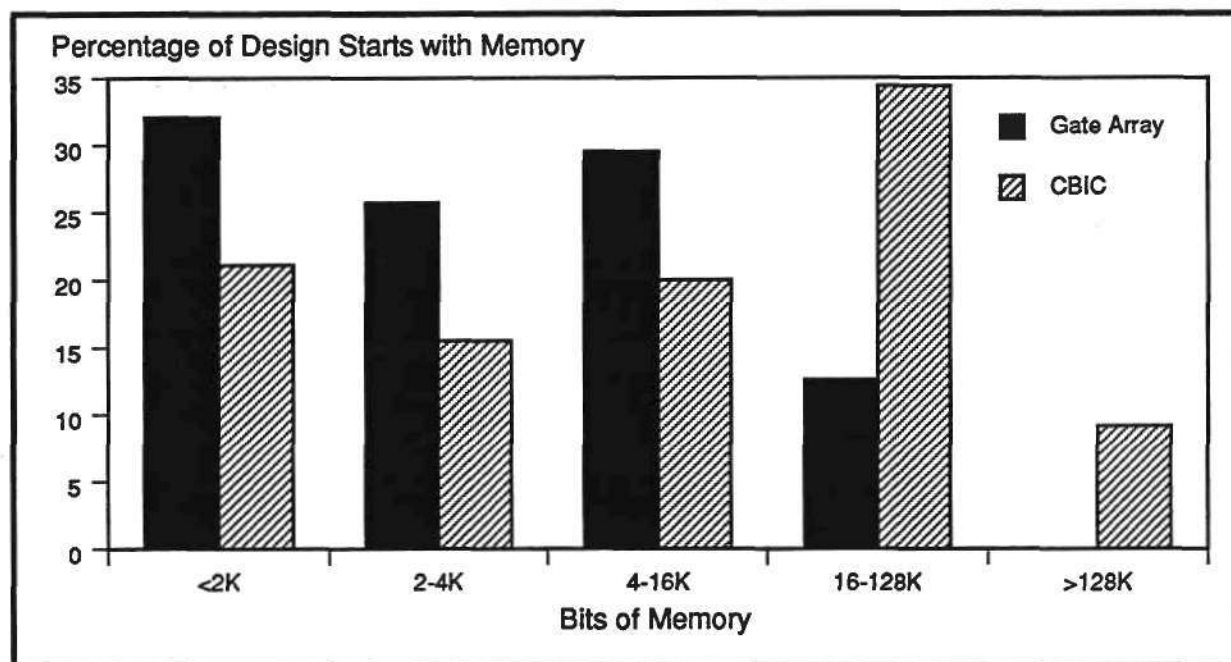 Percentage of Design Starts with Memory
35
30
25
20
15
10
5
0
Gate Array
CBIC
<2K
2-4K
4-16K
16-128K
>128K
Bits of Memory